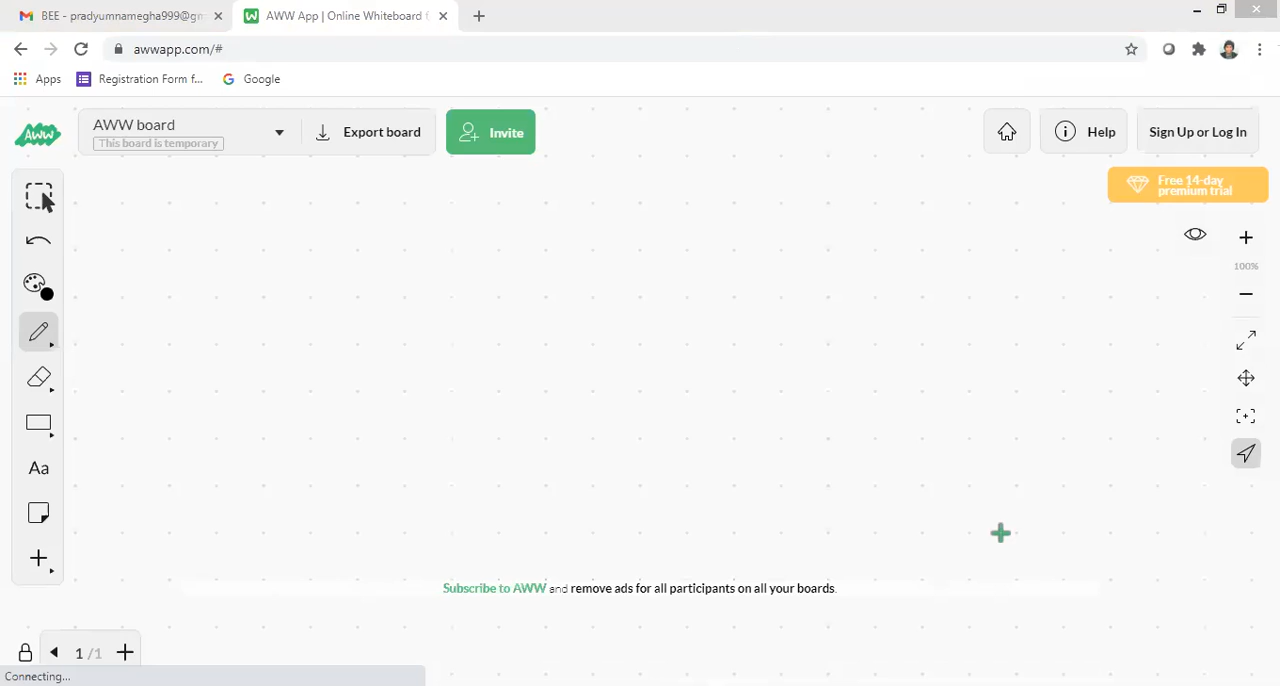 BEE - pradyumnamegha999@gm
AWW App | Online Whiteboard f
awwapp.com/#
Apps
Registration Form f...
Google
AWW
AWW board
This board is temporary
Export board
Invite
Help
Sign Up or Log In
Free 14-day
premium trial
100%
Aa
Subscribe to AWW and remove ads for all participants on all your boards.
1 /1
Connecting...